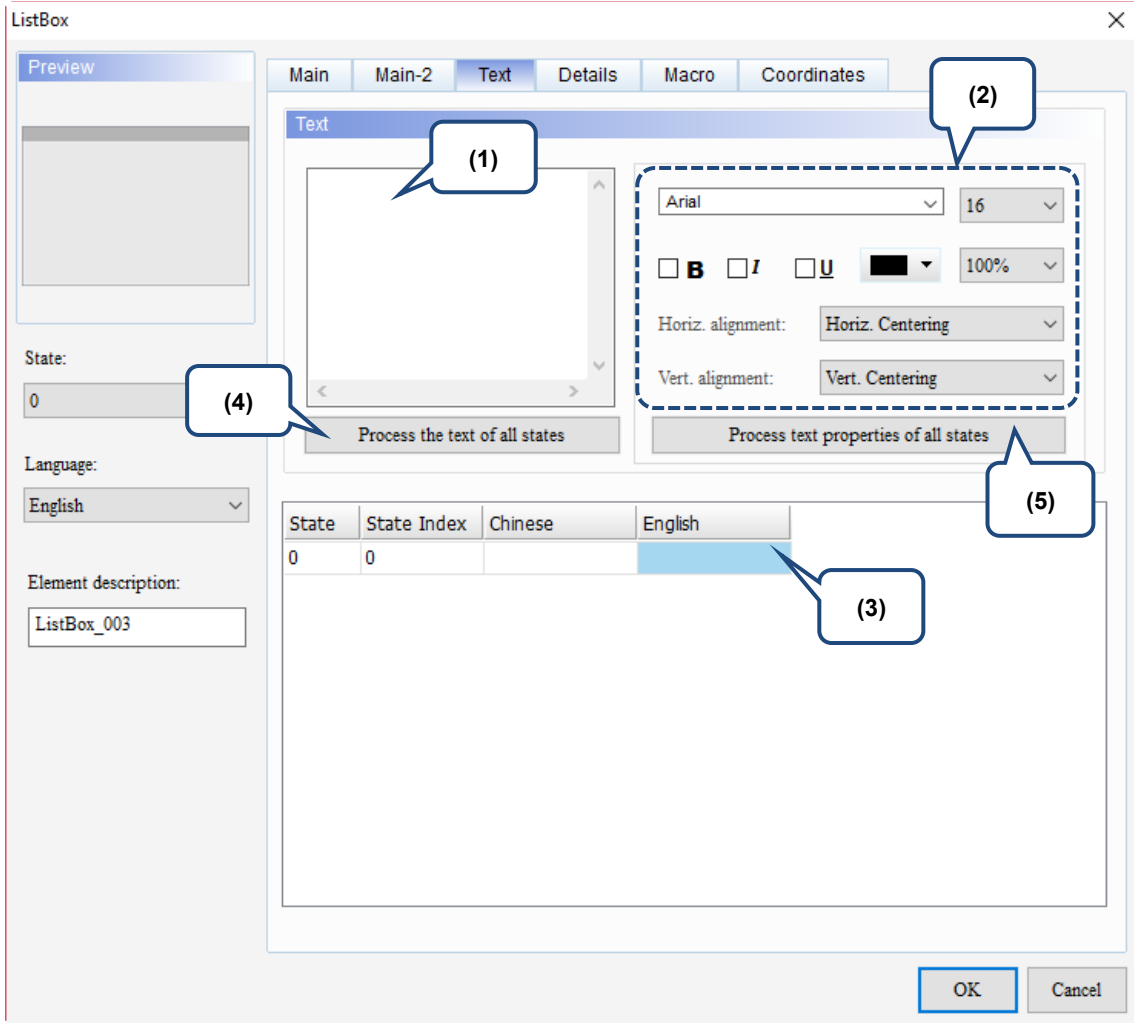 ListBox
Preview
Main Main-2 Text Details Macro Coordinates
(2)
Text
(1)
Arial 16
B I U 100%
Horiz. alignment: Horiz. Centering
Vert. alignment: Vert. Centering
State:
0
(4)
Process the text of all states Process text properties of all states
Language:
English
(5)
State State Index Chinese English
0 0
Element description:
ListBox_003
(3)
OK Cancel